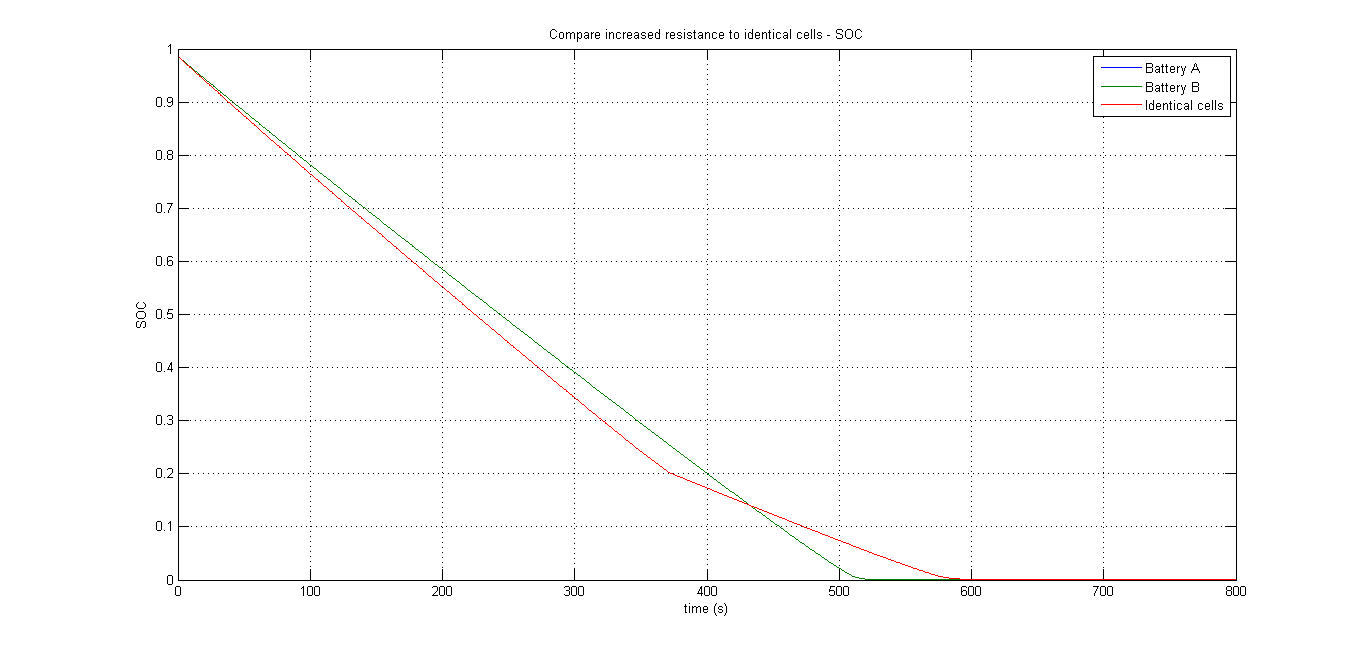 Compare increased resistance to identical cells - SOC
Battery A
Battery B
Identical cells
1
0.9
0.8
0.7
0.6
0.5
0.4
0.3
0.2
0.1
0
SOC
0 100 200 300 400 500 600 700 800
time (s)